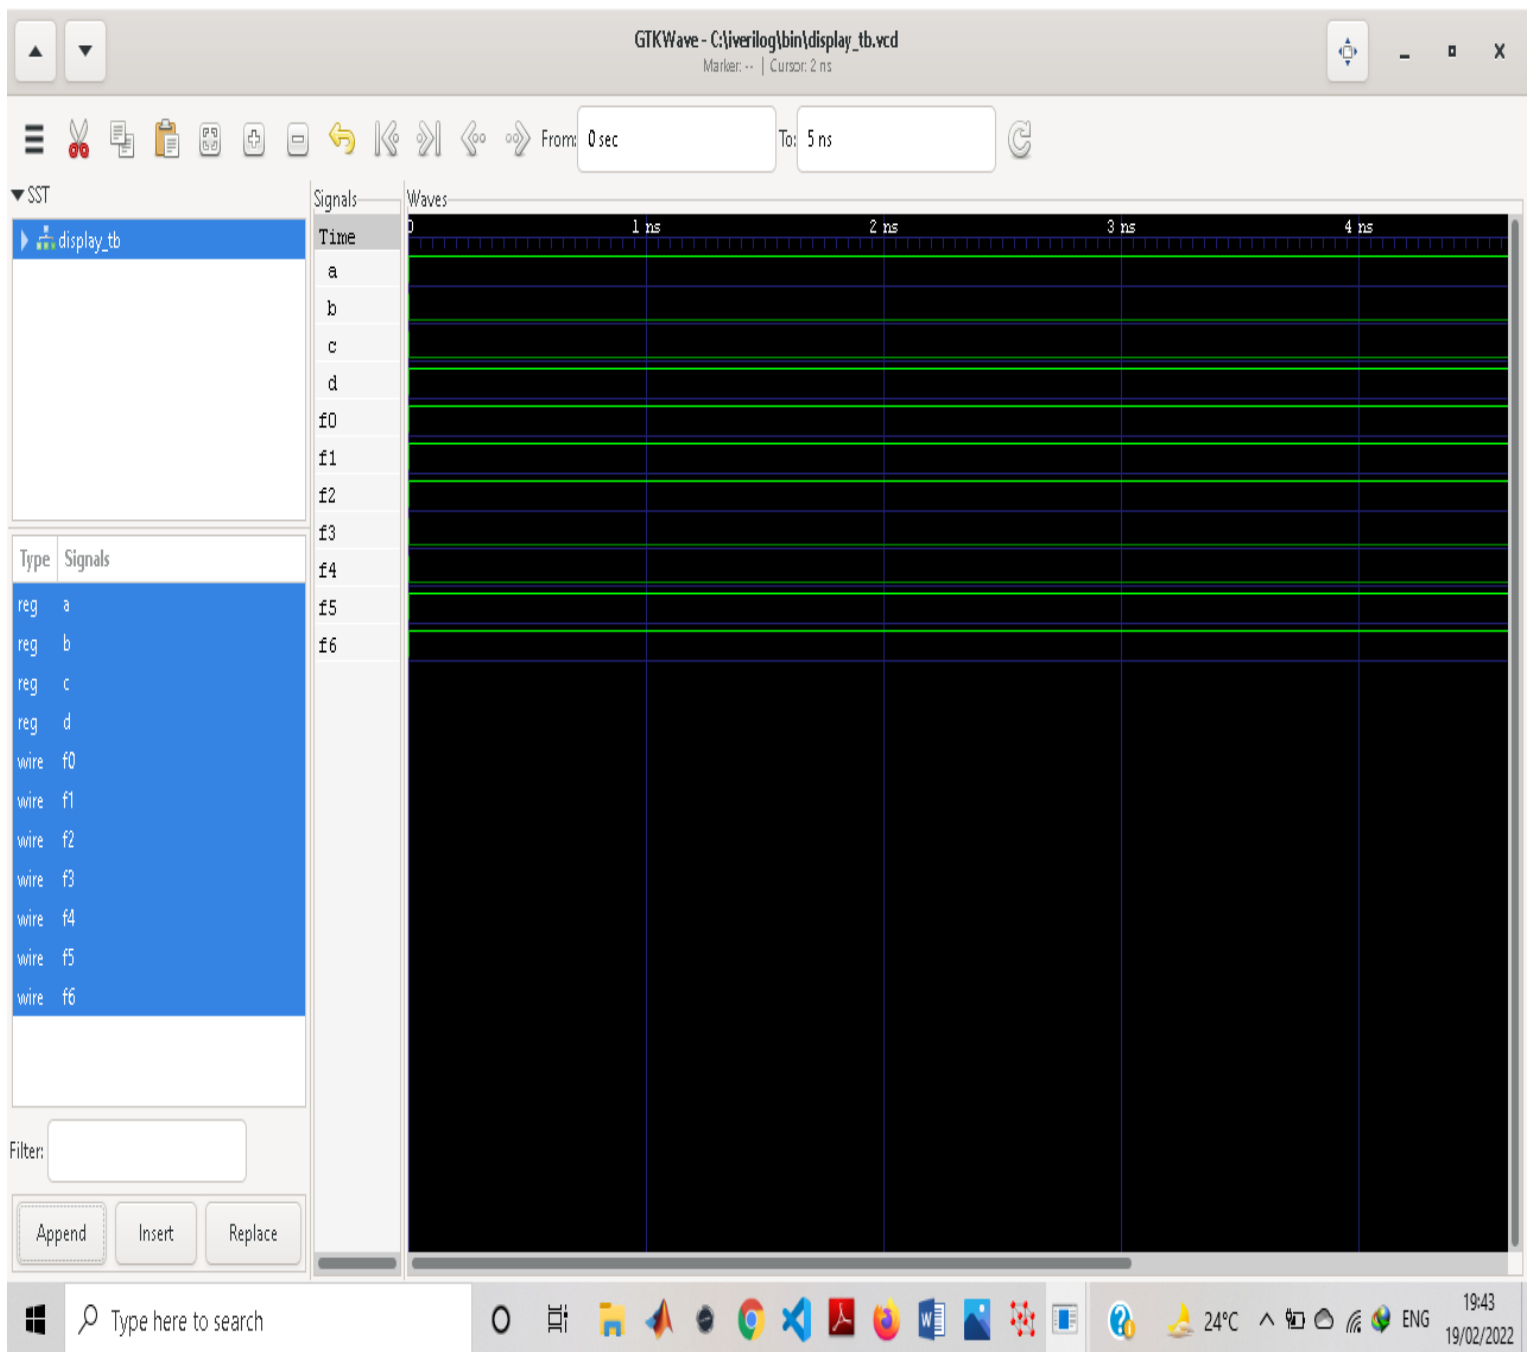 GTKWave - C:\iverilog\bin\display_tb.vcd
Marker: -- | Cursor: 2 ns
From: 0 sec To: 5 ns
SST
display_tb
Type Signals
reg a
reg b
reg c
reg d
wire f0
wire f1
wire f2
wire f3
wire f4
wire f5
wire f6
Filter:
Append Insert Replace
Signals
Time
a
b
c
d
f0
f1
f2
f3
f4
f5
f6
Waves
0 1 ns 2 ns 3 ns 4 ns
Type here to search
24°C ENG
19:43
19/02/2022